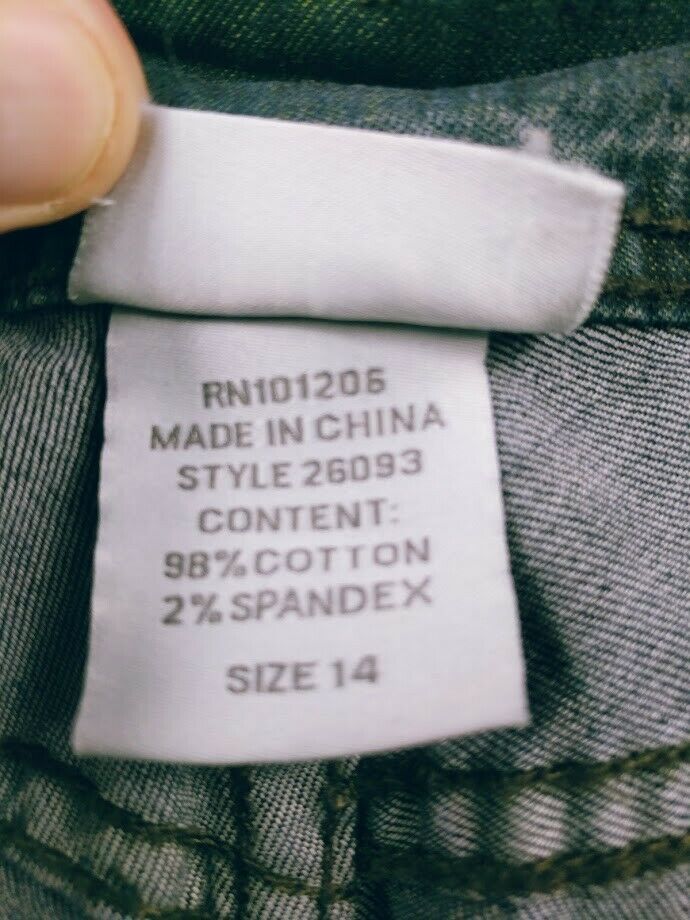 RN101206
MADE IN CHINA
STYLE 26093
CONTENT:
98% COTTON
2% SPANDEX
SIZE 14